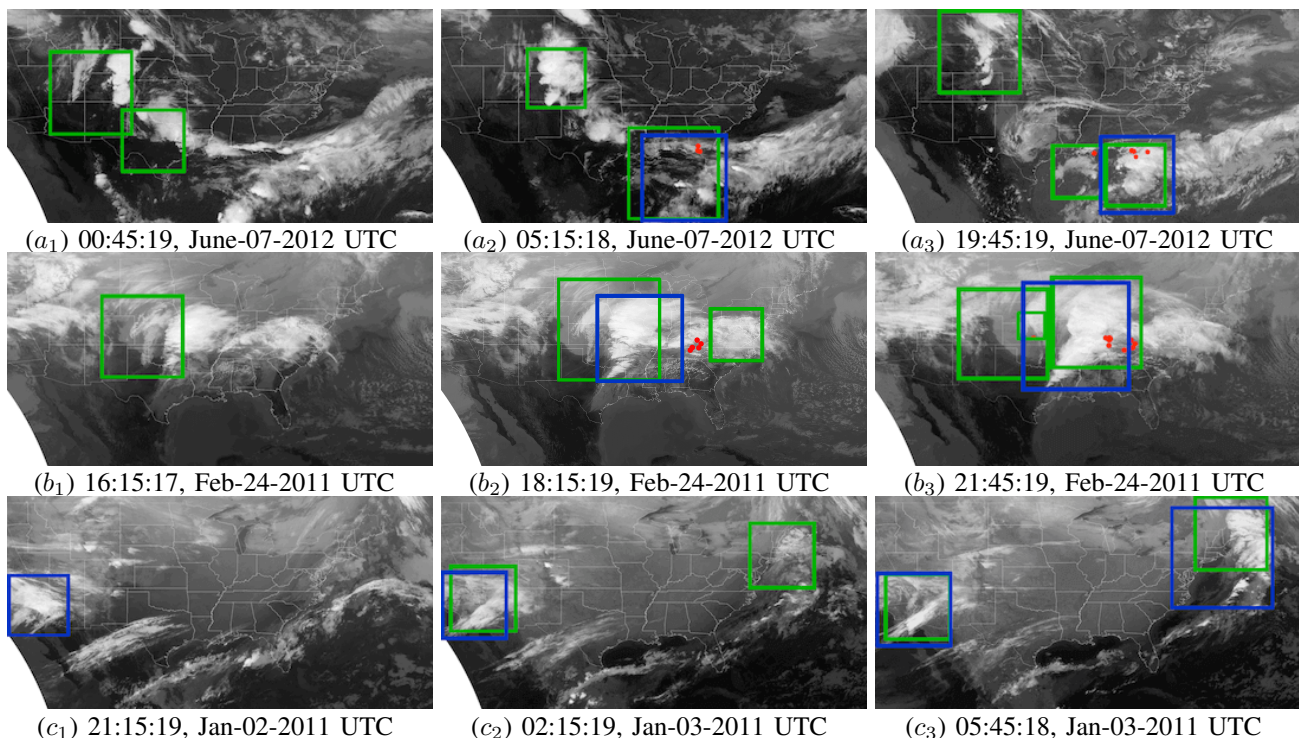 (a₁) 00:45:19, June-07-2012 UTC
(a₂) 05:15:18, June-07-2012 UTC
(a₃) 19:45:19, June-07-2012 UTC
(b₁) 16:15:17, Feb-24-2011 UTC
(b₂) 18:15:19, Feb-24-2011 UTC
(b₃) 21:45:19, Feb-24-2011 UTC
(c₁) 21:15:19, Jan-02-2011 UTC
(c₂) 02:15:19, Jan-03-2011 UTC
(c₃) 05:45:18, Jan-03-2011 UTC